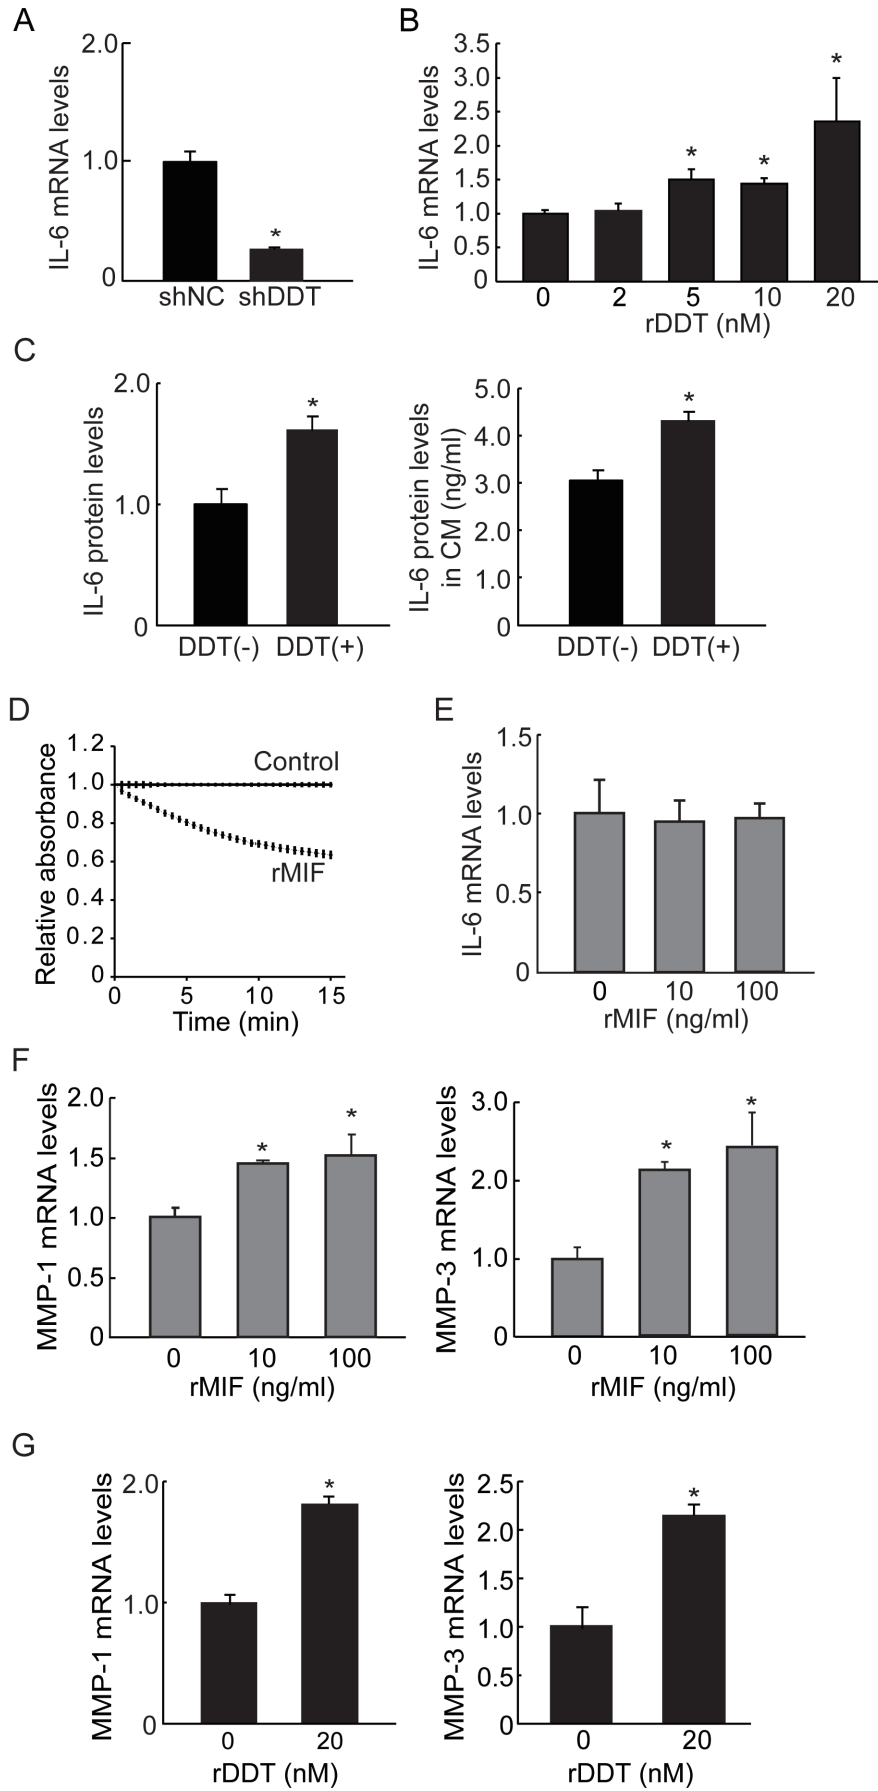 A
IL-6 mRNA levels
2.0
1.0
0
*
shNC shDDT
B
IL-6 mRNA levels
3.5
3.0
2.5
2.0
1.5
1.0
0.5
0
* * *
0 2 5 10 20
rDDT (nM)
C
IL-6 protein levels
2.0
1.0
0
*
DDT(-) DDT(+)
IL-6 protein levels
in CM (ng/ml)
5.0
4.0
3.0
2.0
1.0
0
*
DDT(-) DDT(+)
D
Relative absorbance
1.2
1.0
0.8
0.6
0.4
0.2
0
Control
rMIF
0 5 10 15
Time (min)
E
IL-6 mRNA levels
1.5
1.0
0.5
0
0 10 100
rMIF (ng/ml)
F
MMP-1 mRNA levels
2.0
1.5
1.0
0.5
0
* *
0 10 100
rMIF (ng/ml)
MMP-3 mRNA levels
3.0
2.0
1.0
0
* *
0 10 100
rMIF (ng/ml)
G
MMP-1 mRNA levels
2.0
1.0
0
*
0 20
rDDT (nM)
MMP-3 mRNA levels
2.5
2.0
1.5
1.0
0.5
0
*
0 20
rDDT (nM)